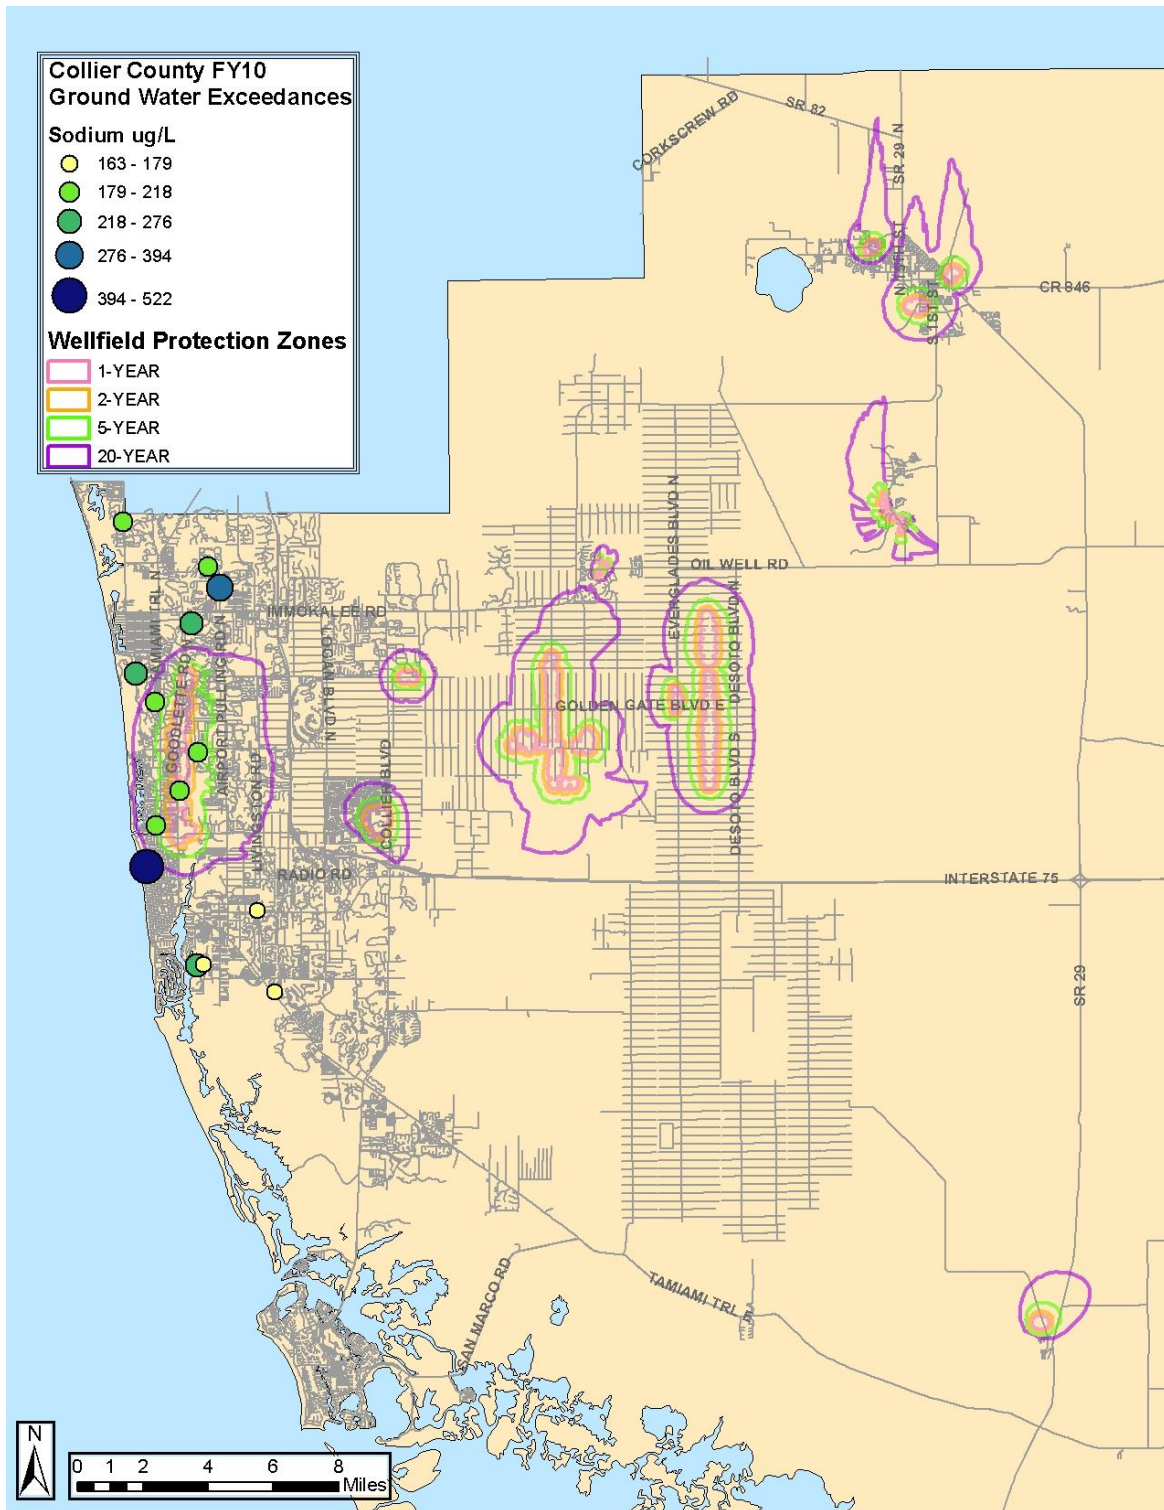 Collier County FY10
Ground Water Exceedances
Sodium ug/L
163 - 179
179 - 218
218 - 276
276 - 394
394 - 522
Wellfield Protection Zones
1-YEAR
2-YEAR
5-YEAR
20-YEAR
CORKSCREW RD
SR 82
SR 29 N
N 15TH ST
S 1ST ST
CR 846
EVERGLADES BLVD N
OIL WELL RD
IMMOKALEE RD
TAMIAMI TRL N
GOODLETTE RD N
AIRPORT PULLING RD N
LIVINGSTON RD
LOGAN BLVD N
COLLIER BLVD
GOLDEN GATE BLVD E
DESOTO BLVD N
DESOTO BLVD S
RADIO RD
INTERSTATE 75
SR 29
SAN MARCO RD
TAMIAMI TRL E
N
0 1 2 4 6 8
Miles